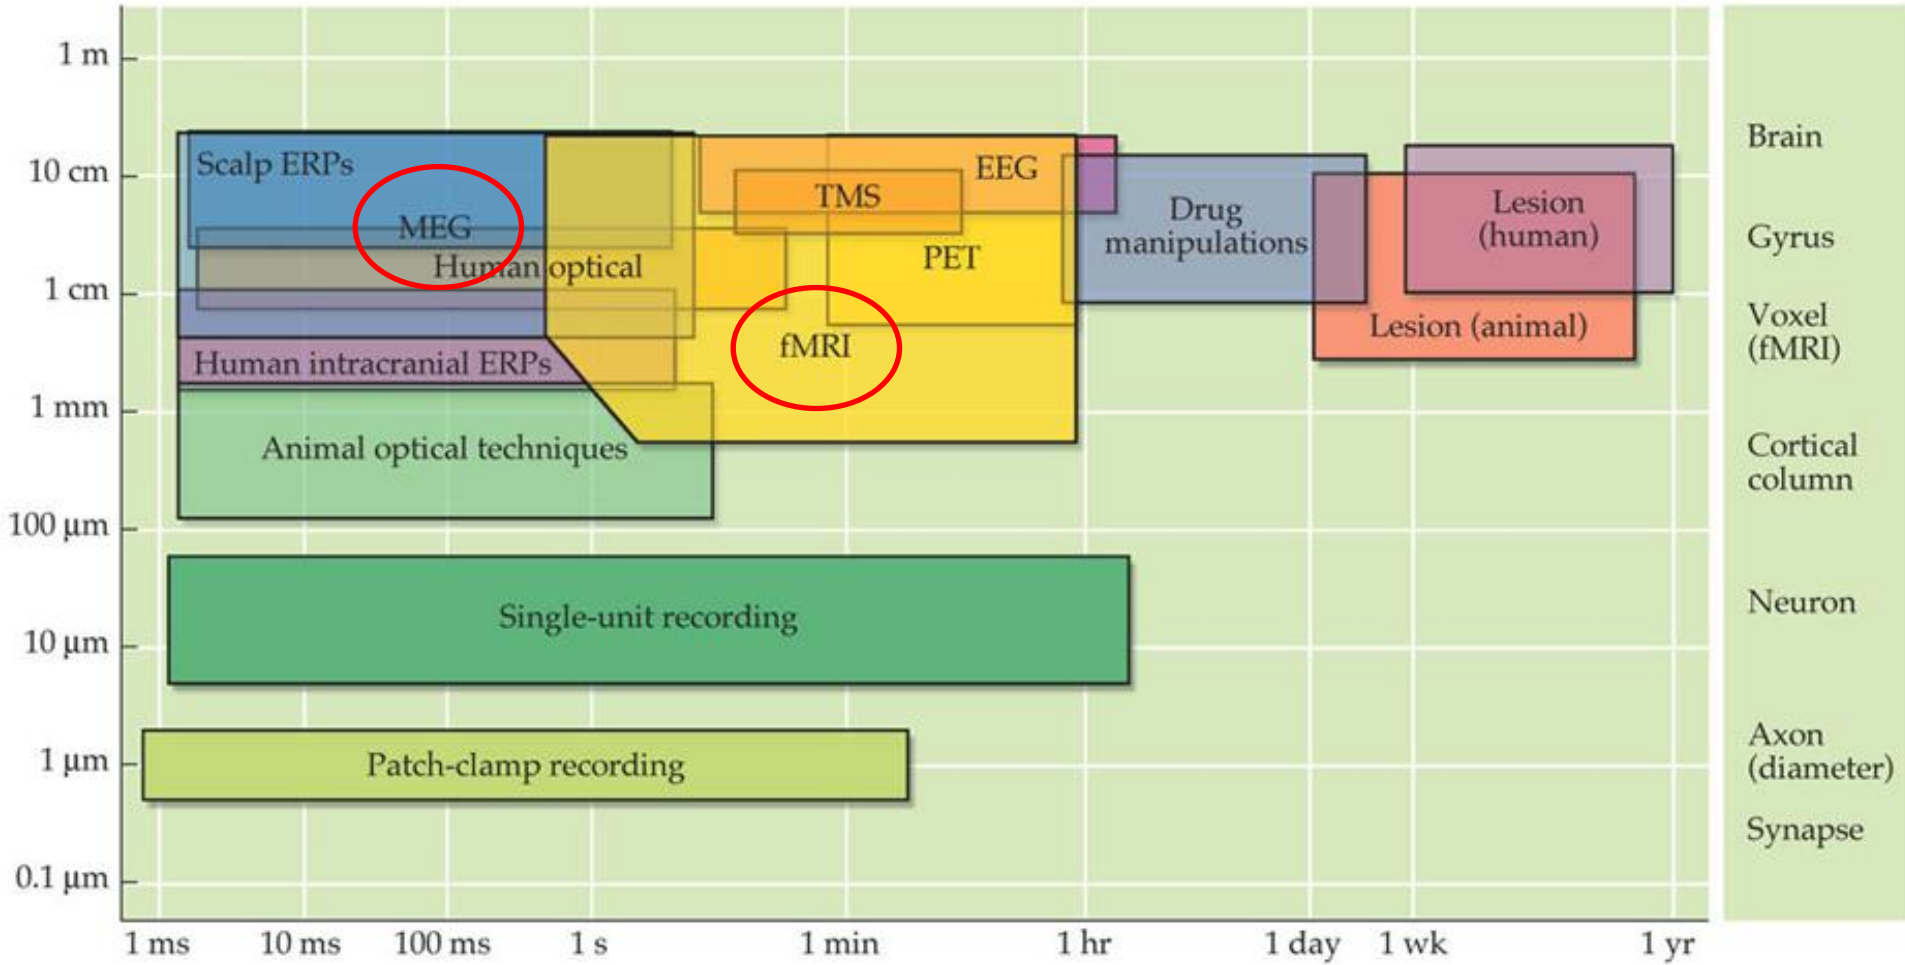 1 m
10 cm
1 cm
1 mm
100 µm
10 µm
1 µm
0.1 µm
Scalp ERPs
MEG
Human optical
Human intracranial ERPs
Animal optical techniques
EEG
TMS
PET
fMRI
Drug
manipulations
Lesion
(human)
Lesion (animal)
Single-unit recording
Patch-clamp recording
1 ms
10 ms
100 ms
1 s
1 min
1 hr
1 day
1 wk
1 yr
Brain
Gyrus
Voxel
(fMRI)
Cortical
column
Neuron
Axon
(diameter)
Synapse